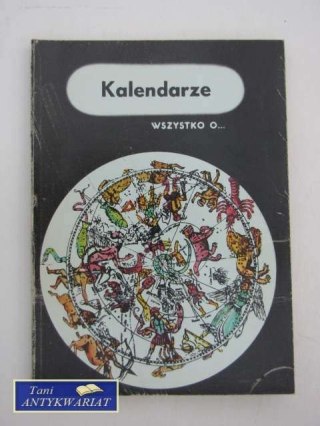 Kalendarze
WSZYSTKO O...
Tani
ANTYKWARIAT